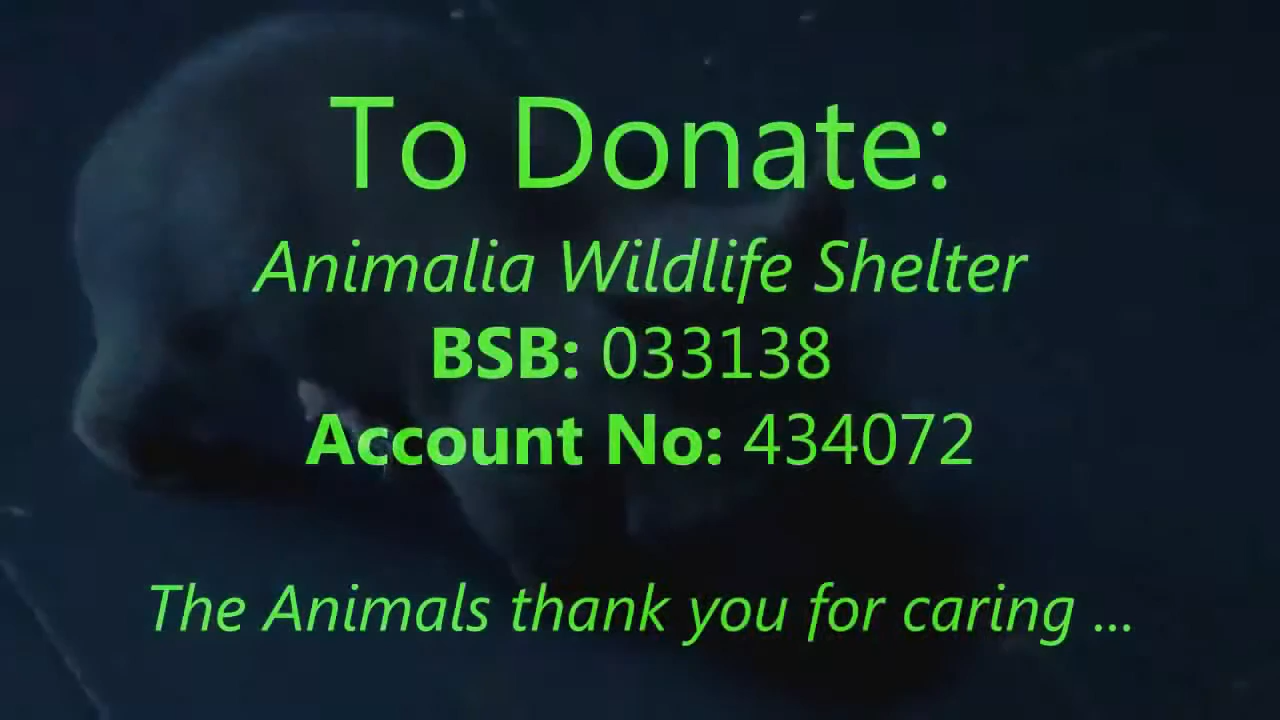 To Donate:
Animalia Wildlife Shelter
BSB: 033138
Account No: 434072
The Animals thank you for caring ...